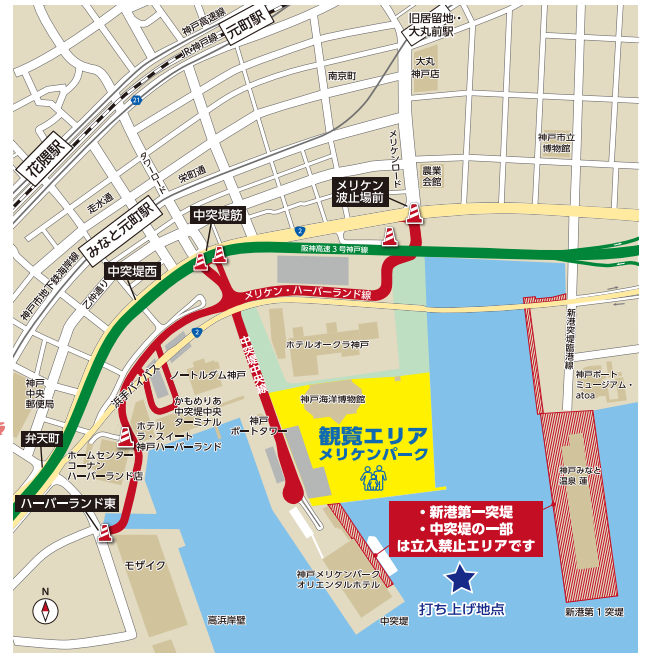 神戸高速線
元町駅
JR神戸線
旧居留地・
大丸前駅
大丸
神戸店
南京町
21
花隈駅
タワーロード
メリケンロード
神戸市立
博物館
栄町通
農業
会館
走水通
メリケン
波止場前
みなと元町駅
中突堤筋
2
阪神高速3号神戸線
神戸市地下鉄海岸線
乙仲通り
中突堤西
メリケン・ハーバーランド線
新港突堤臨港線
2
中突堤中央線
ホテルオークラ神戸
浜手バイパス
ノートルダム神戸
神戸
中央
郵便局
かもめりあ
中突堤中央
ターミナル
神戸海洋博物館
神戸ポート
ミュージアム・
atoa
神戸
ポートタワー
ホテル
ラ・スイート
神戸ハーバーランド
観覧エリア
メリケンパーク
弁天町
ホームセンター
コーナン
ハーバーランド店
神戸みなと
温泉 蓮
ハーバーランド東
・新港第一突堤
・中突堤の一部
は立入禁止エリアです
モザイク
神戸メリケンパーク
オリエンタルホテル
打ち上げ地点
N
高浜岸壁
中突堤
新港第1突堤